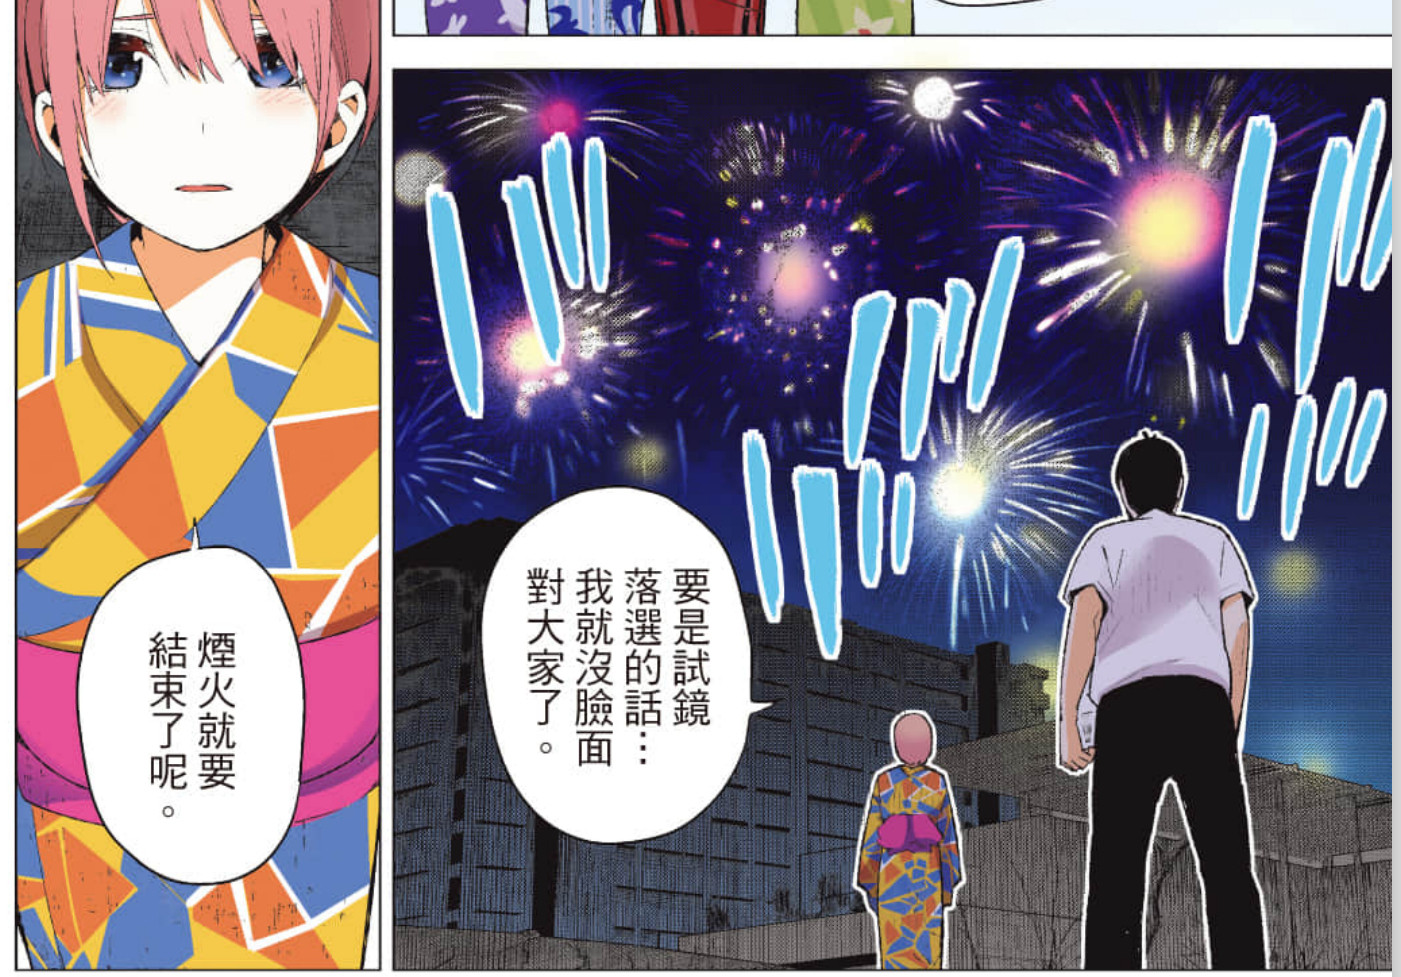 要是試鏡
落選的話…
我就沒臉面
對大家了。
煙火就要
結束了呢。